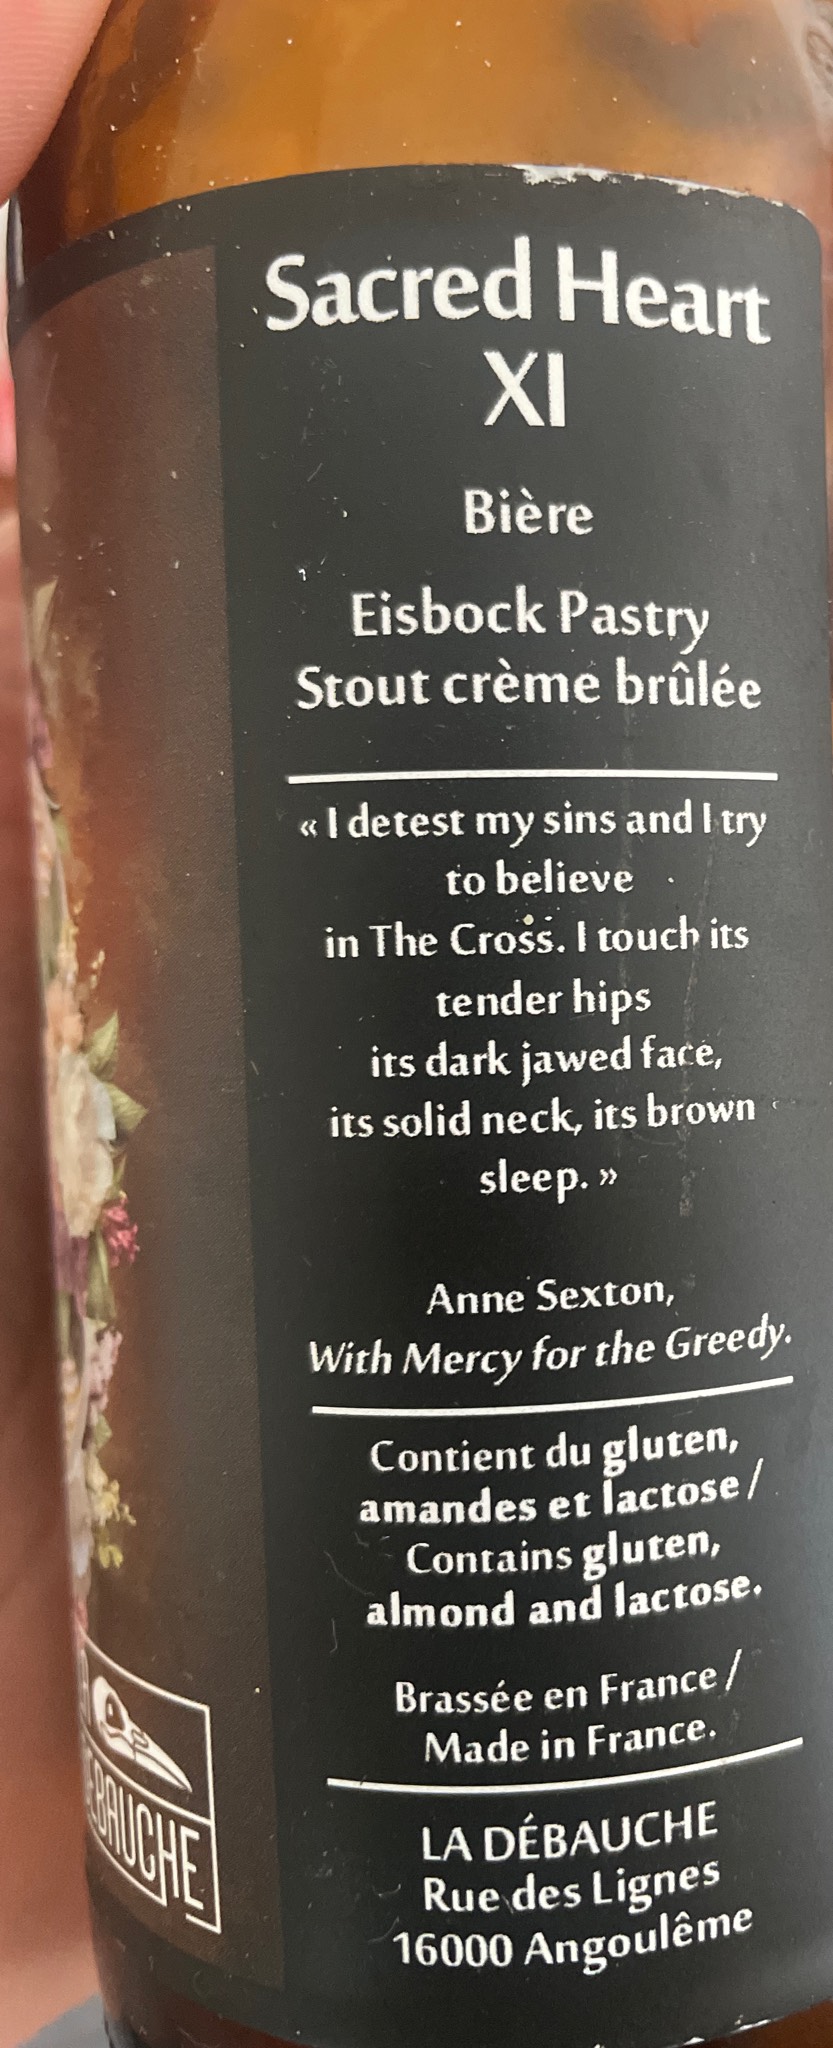 Sacred Heart
XI
Bière
Eisbock Pastry
Stout crème brûlée
« I detest my sins and I try
to believe
in The Cross. I touch its
tender hips
its dark jawed face,
its solid neck, its brown
sleep. »
Anne Sexton,
With Mercy for the Greedy.
Contient du gluten,
amandes et lactose /
Contains gluten,
almond and lactose.
Brassée en France /
Made in France.
LA DÉBAUCHE
Rue des Lignes
16000 Angoulême
DÉBAUCHE